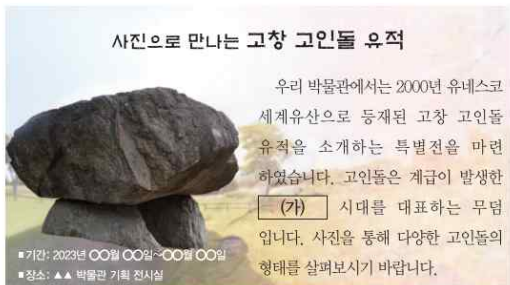 사진으로 만나는 고창 고인돌 유적
우리 박물관에서는 2000년 유네스코
세계유산으로 등재된 고창 고인돌
유적을 소개하는 특별전을 마련
하였습니다. 고인돌은 계급이 발생한
(가) 시대를 대표하는 무덤
입니다. 사진을 통해 다양한 고인돌의
형태를 살펴보시기 바랍니다.
■기간: 2023년 ○○월 ○○일~○○월 ○○일
■장소: ▲▲ 박물관 기획 전시실